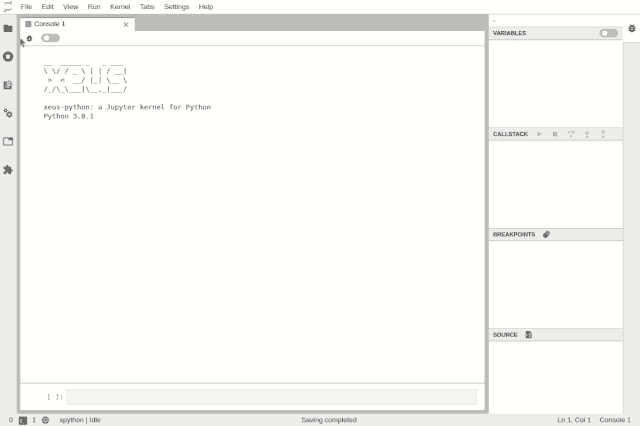 File Edit View Run Kernel Tabs Settings Help
Console 1
xeus-python: a Jupyter kernel for Python
Python 3.8.1
[ ]:
-
VARIABLES
CALLSTACK
BREAKPOINTS
SOURCE
0 1 xpython | Idle Saving completed Ln 1, Col 1 Console 1